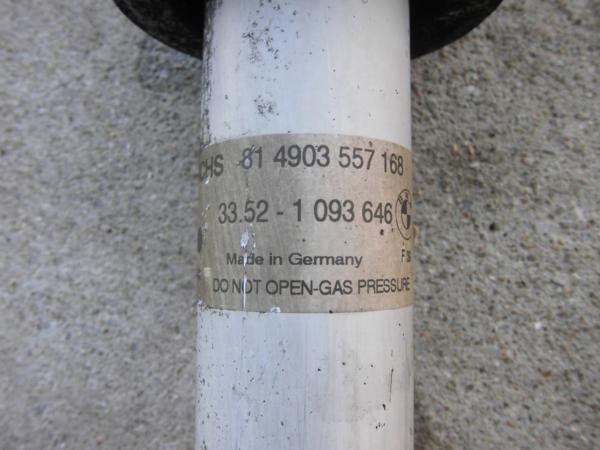 CHS 81 4903 557 168
33.52 - 1 093 646
Made in Germany
DO NOT OPEN-GAS PRESSURE